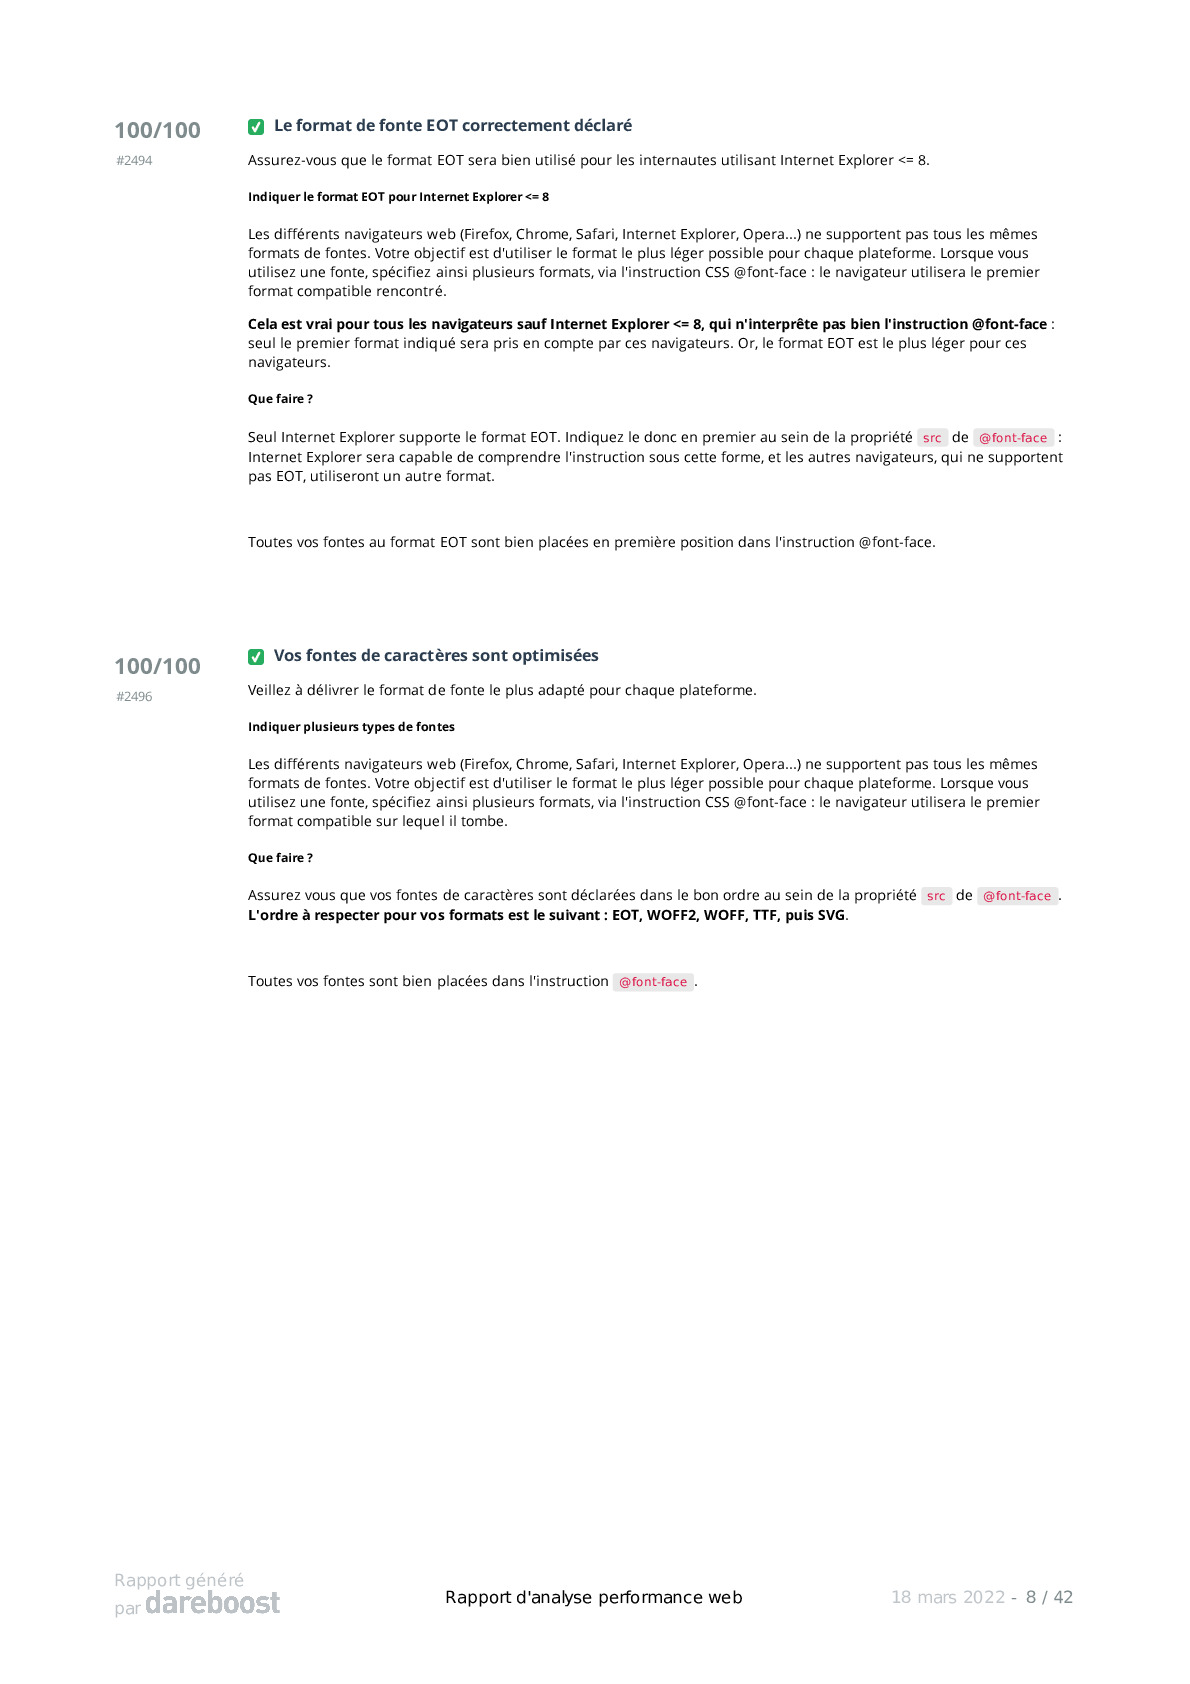 100/100
#2494
Le format de fonte EOT correctement déclaré
Assurez-vous que le format EOT sera bien utilisé pour les internautes utilisant Internet Explorer <= 8.
Indiquer le format EOT pour Internet Explorer <= 8
Les différents navigateurs web (Firefox, Chrome, Safari, Internet Explorer, Opera...) ne supportent pas tous les mêmes
formats de fontes. Votre objectif est d'utiliser le format le plus léger possible pour chaque plateforme. Lorsque vous
utilisez une fonte, spécifiez ainsi plusieurs formats, via l'instruction CSS @font-face : le navigateur utilisera le premier
format compatible rencontré.
Cela est vrai pour tous les navigateurs sauf Internet Explorer <= 8, qui n'interprête pas bien l'instruction @font-face :
seul le premier format indiqué sera pris en compte par ces navigateurs. Or, le format EOT est le plus léger pour ces
navigateurs.
Que faire ?
Seul Internet Explorer supporte le format EOT. Indiquez le donc en premier au sein de la propriété src de @font-face :
Internet Explorer sera capable de comprendre l'instruction sous cette forme, et les autres navigateurs, qui ne supportent
pas EOT, utiliseront un autre format.
Toutes vos fontes au format EOT sont bien placées en première position dans l'instruction @font-face.
100/100
#2496
Vos fontes de caractères sont optimisées
Veillez à délivrer le format de fonte le plus adapté pour chaque plateforme.
Indiquer plusieurs types de fontes
Les différents navigateurs web (Firefox, Chrome, Safari, Internet Explorer, Opera...) ne supportent pas tous les mêmes
formats de fontes. Votre objectif est d'utiliser le format le plus léger possible pour chaque plateforme. Lorsque vous
utilisez une fonte, spécifiez ainsi plusieurs formats, via l'instruction CSS @font-face : le navigateur utilisera le premier
format compatible sur lequel il tombe.
Que faire ?
Assurez vous que vos fontes de caractères sont déclarées dans le bon ordre au sein de la propriété src de @font-face .
L'ordre à respecter pour vos formats est le suivant : EOT, WOFF2, WOFF, TTF, puis SVG.
Toutes vos fontes sont bien placées dans l'instruction @font-face .
Rapport généré
par dareboost
Rapport d'analyse performance web
18 mars 2022 - 8 / 42